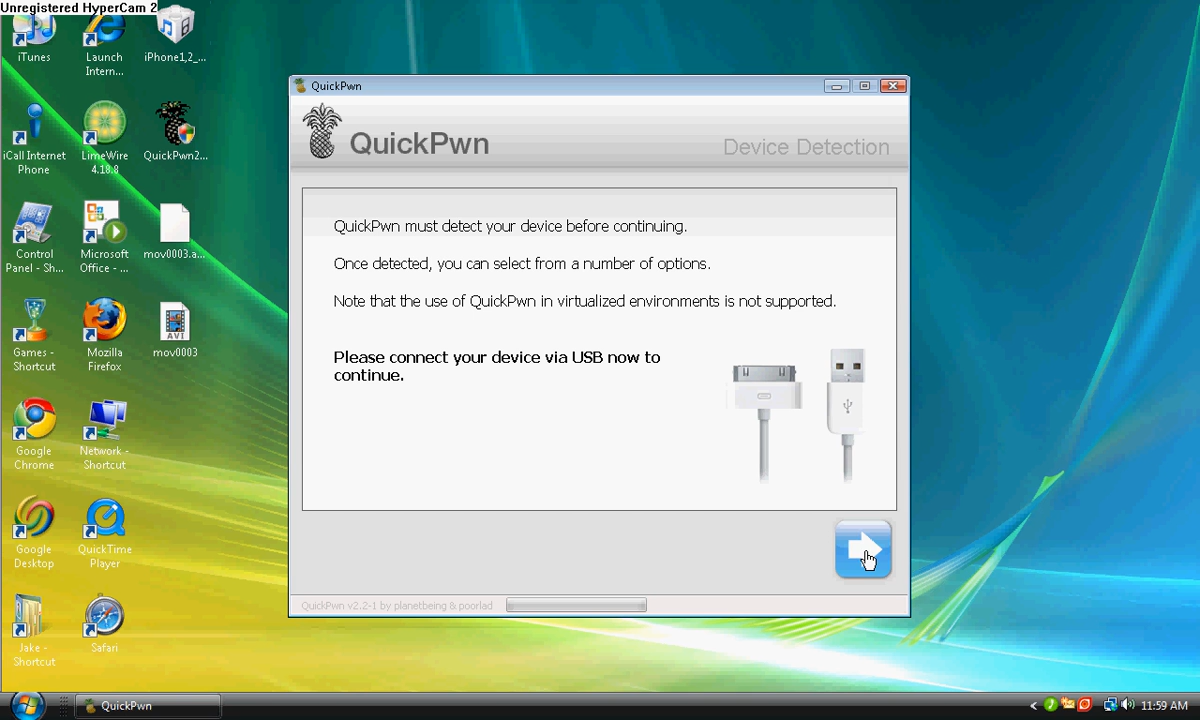 Unregistered HyperCam 2
iTunes
Launch
Intern...
iPhone1,2_...
iCall Internet
Phone
LimeWire
4.18.8
QuickPwn2...
Control
Panel - Sh...
Microsoft
Office - ...
mov0003.a...
Games -
Shortcut
Mozilla
Firefox
AVI
mov0003
Google
Chrome
Network -
Shortcut
Google
Desktop
QuickTime
Player
Jake -
Shortcut
Safari
QuickPwn
QuickPwn
Device Detection
QuickPwn must detect your device before continuing.
Once detected, you can select from a number of options.
Note that the use of QuickPwn in virtualized environments is not supported.
Please connect your device via USB now to
continue.
QuickPwn v2.2-1 by planetbeing & poorlad
QuickPwn
11:59 AM